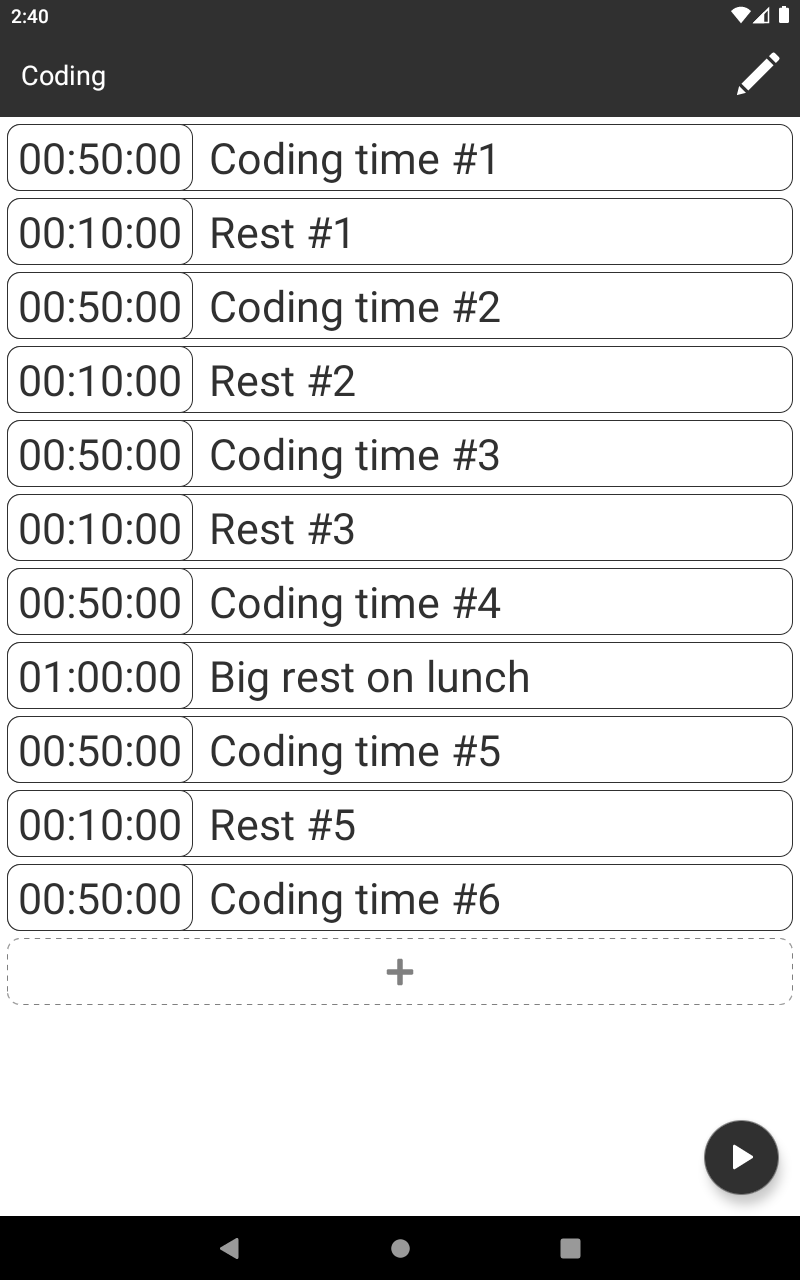 2:40
Coding
00:50:00 Coding time #1
00:10:00 Rest #1
00:50:00 Coding time #2
00:10:00 Rest #2
00:50:00 Coding time #3
00:10:00 Rest #3
00:50:00 Coding time #4
01:00:00 Big rest on lunch
00:50:00 Coding time #5
00:10:00 Rest #5
00:50:00 Coding time #6